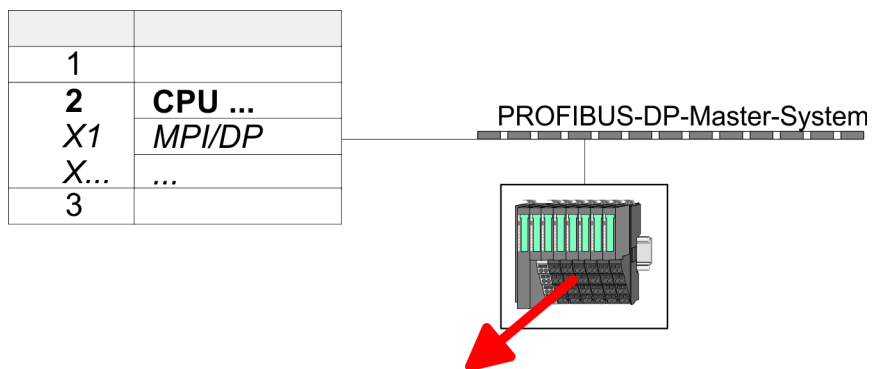 1
2 CPU ...
X1 MPI/DP
X... ...
3
PROFIBUS-DP-Master-System